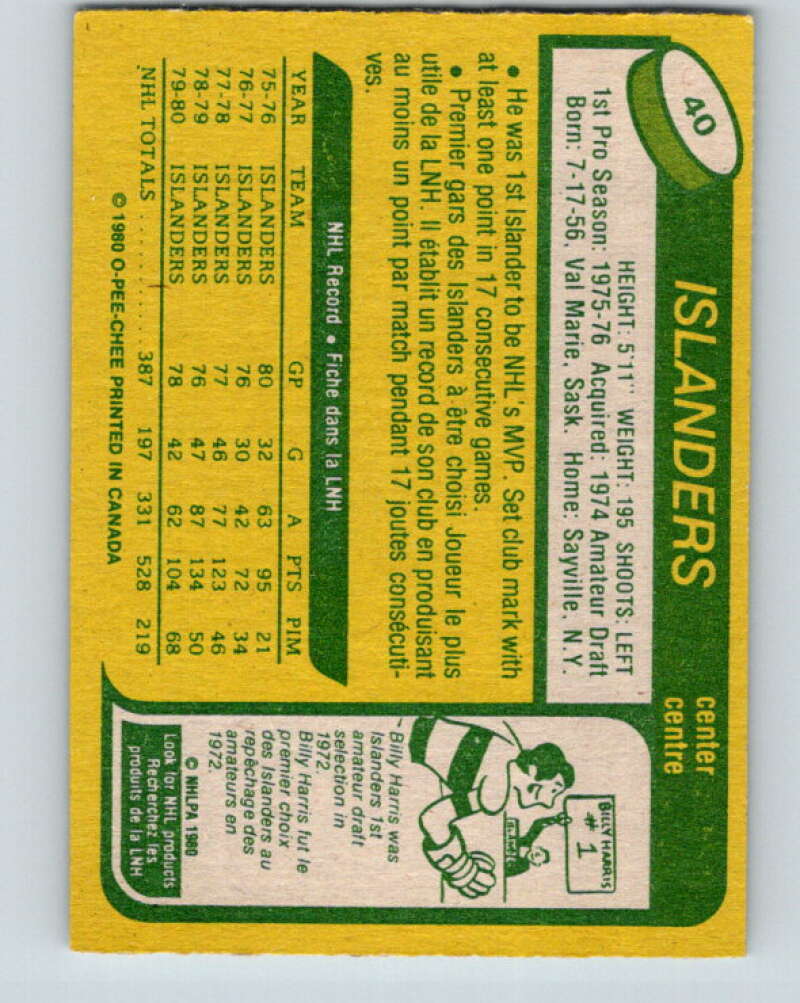 40
ISLANDERS
center
centre
HEIGHT: 5'11" WEIGHT: 195 SHOOTS: LEFT
1st Pro Season: 1975-76 Acquired: 1974 Amateur Draft
Born: 7-17-56, Val Marie, Sask. Home: Sayville, N.Y.
• He was 1st Islander to be NHL's MVP. Set club mark with
at least one point in 17 consecutive games.
• Premier gars des Islanders à être choisi Joueur le plus
utile de la LNH. Il établit un record de son club en produisant
au moins un point par match pendant 17 joutes consécuti-
ves.
NHL Record • Fiche dans la LNH
YEAR TEAM GP G A PTS PIM
75-76 ISLANDERS 80 32 63 95 21
76-77 ISLANDERS 76 30 42 72 34
77-78 ISLANDERS 77 46 77 123 46
78-79 ISLANDERS 76 47 87 134 50
79-80 ISLANDERS 78 42 62 104 68
NHL TOTALS .......... 387 197 331 528 219
© 1980 O-PEE-CHEE PRINTED IN CANADA
BILLY HARRIS
# 1
Billy Harris was
Islanders 1st
amateur draft
selection in
1972.
Billy Harris fut le
premier choix
des Islanders au
repêchage des
amateurs en
1972.
© NHLPA 1980
Look for NHL products
Recherchez les
produits de la LNH